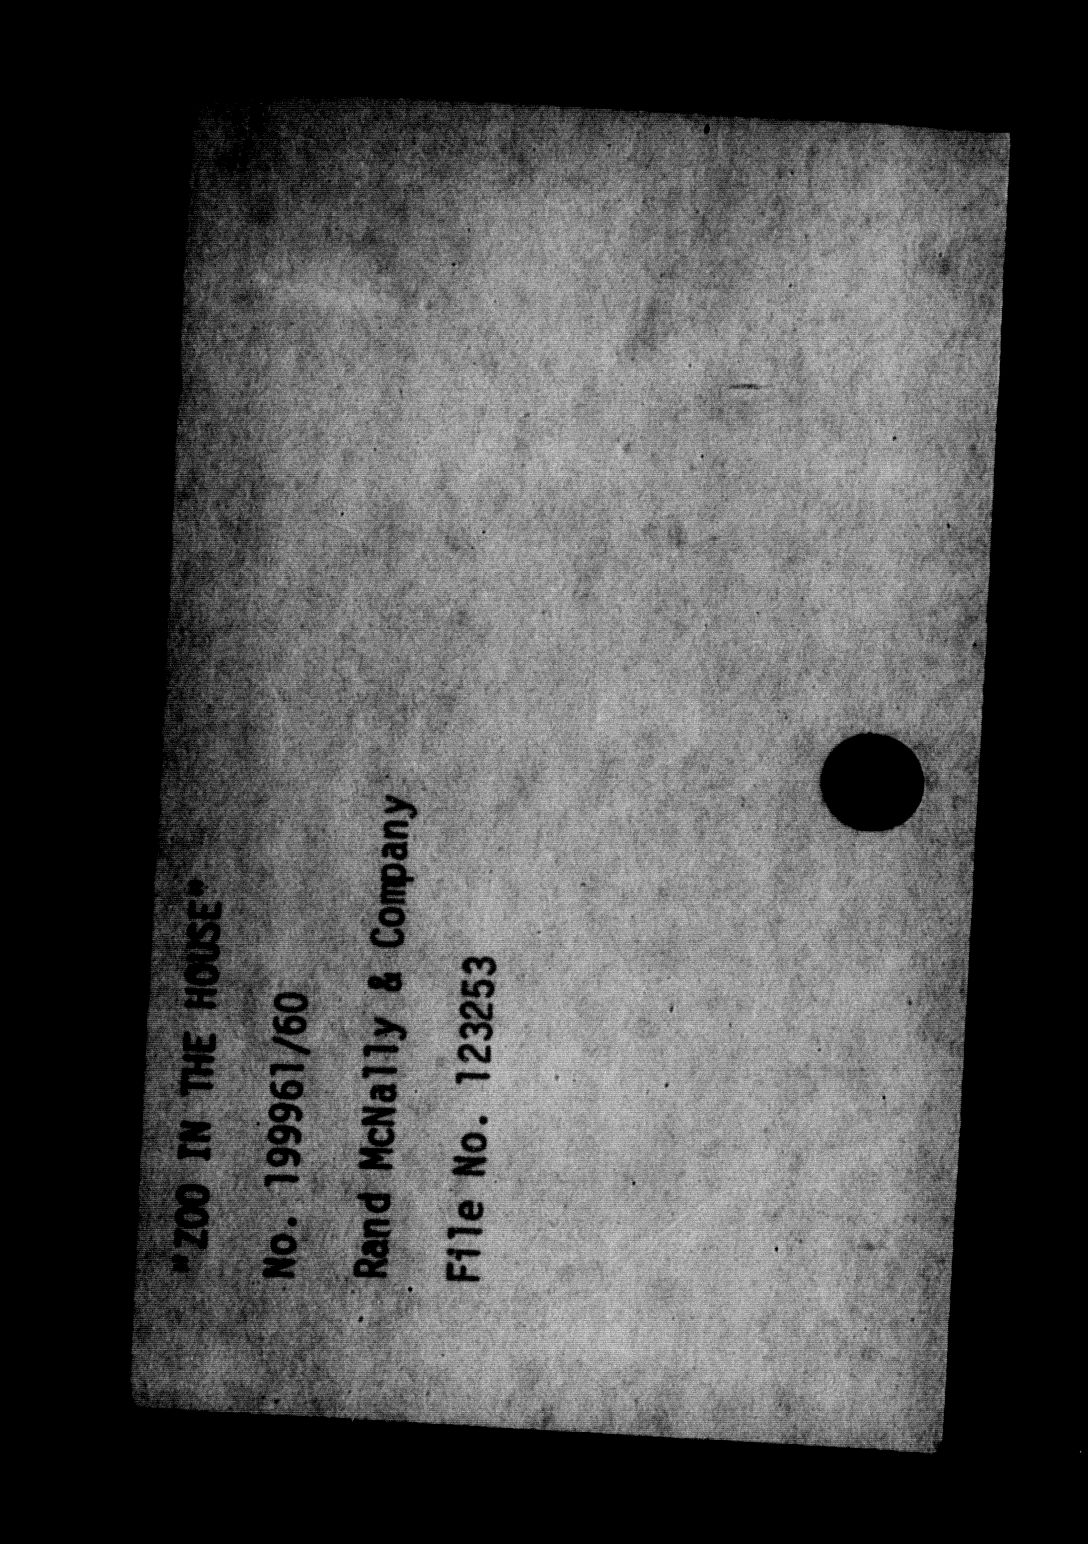 "ZOO IN THE HOUSE"
No. 199961/60
Rand McNally & Company
File No. 123253